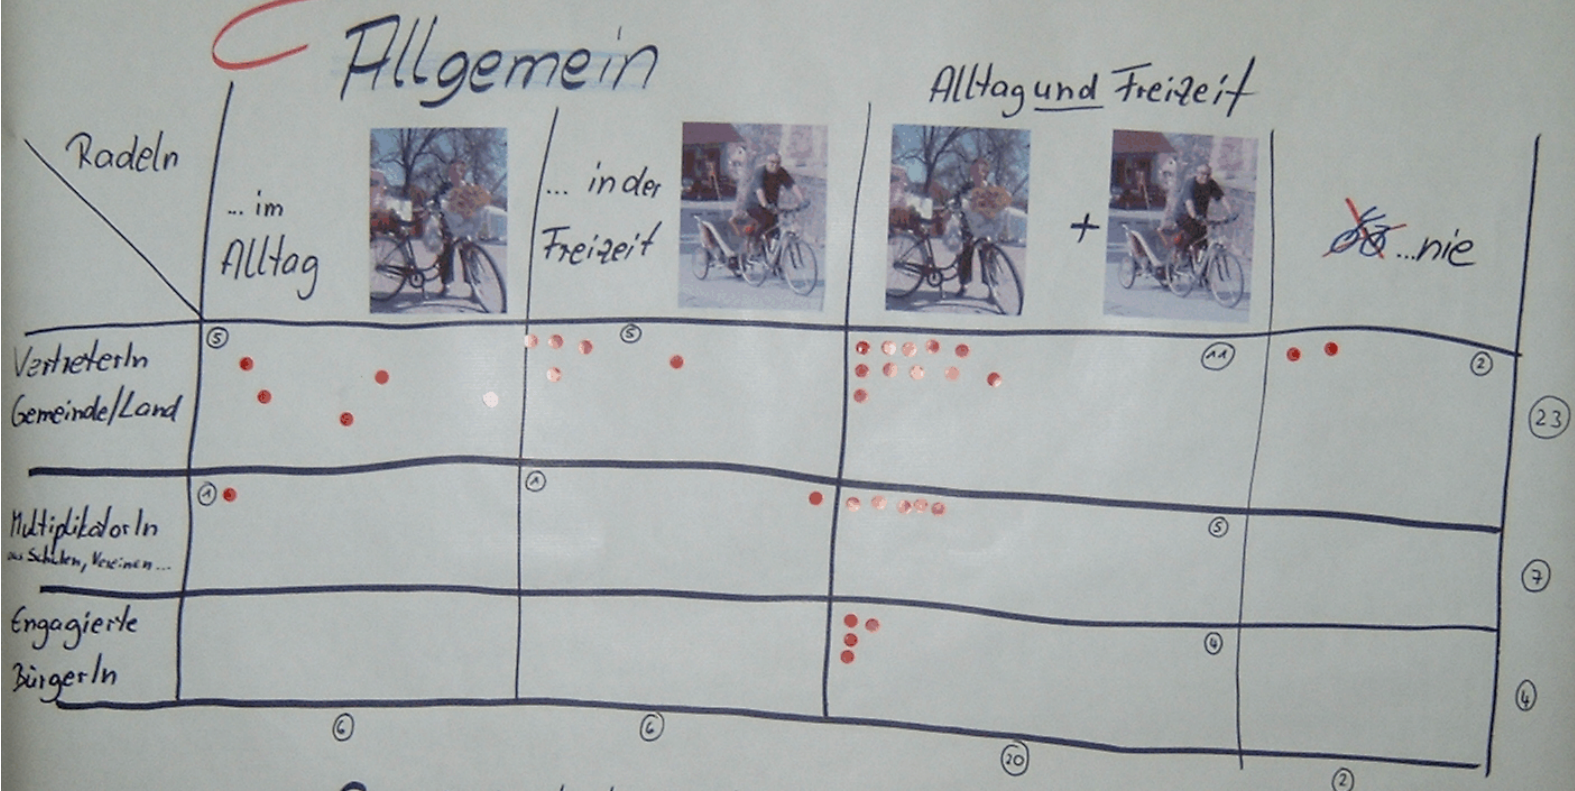 Allgemein
Alltag und Freizeit
Radeln
... im
Alltag
... in der
Freizeit
+
...nie
5
5
11
2
VertreterIn
Gemeinde/Land
23
1
1
5
MultiplikatorIn
aus Schulen, Vereinen...
7
Engagierte
BürgerIn
4
4
6
6
20
2